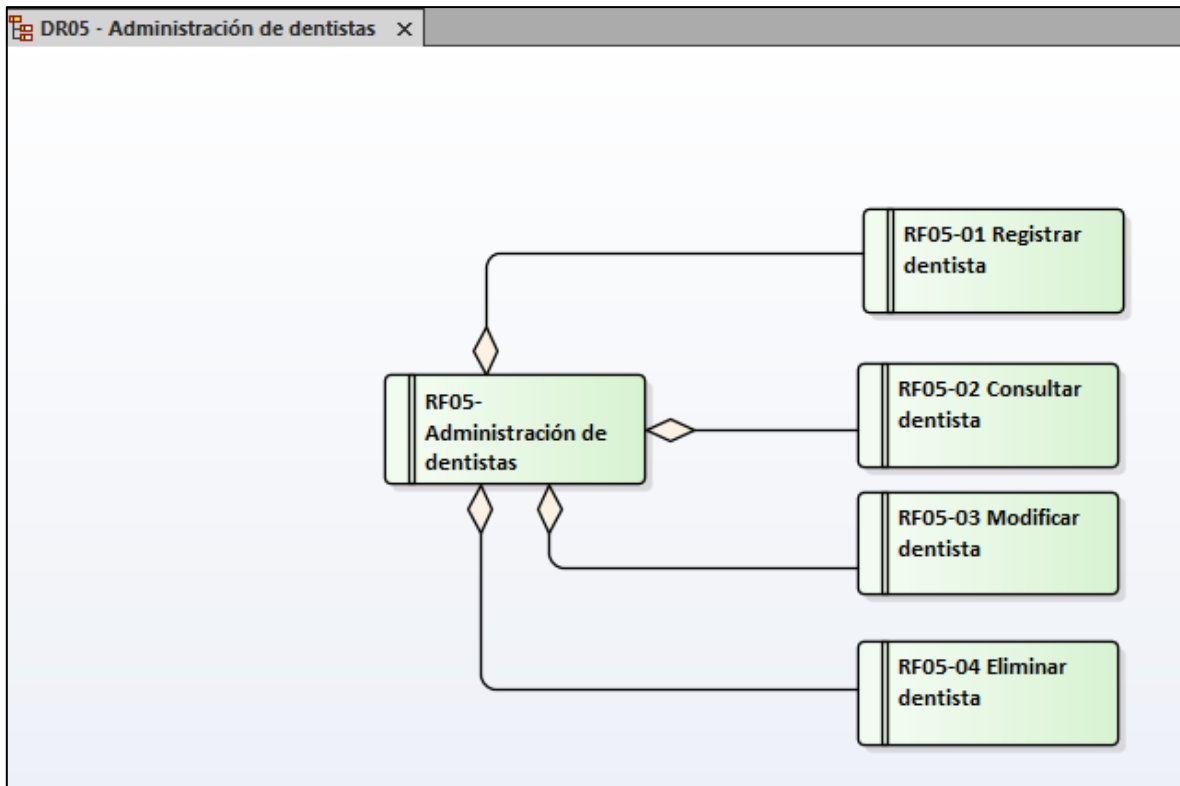 DR05 - Administración de dentistas
RF05-01 Registrar
dentista
RF05-
Administración de
dentistas
RF05-02 Consultar
dentista
RF05-03 Modificar
dentista
RF05-04 Eliminar
dentista